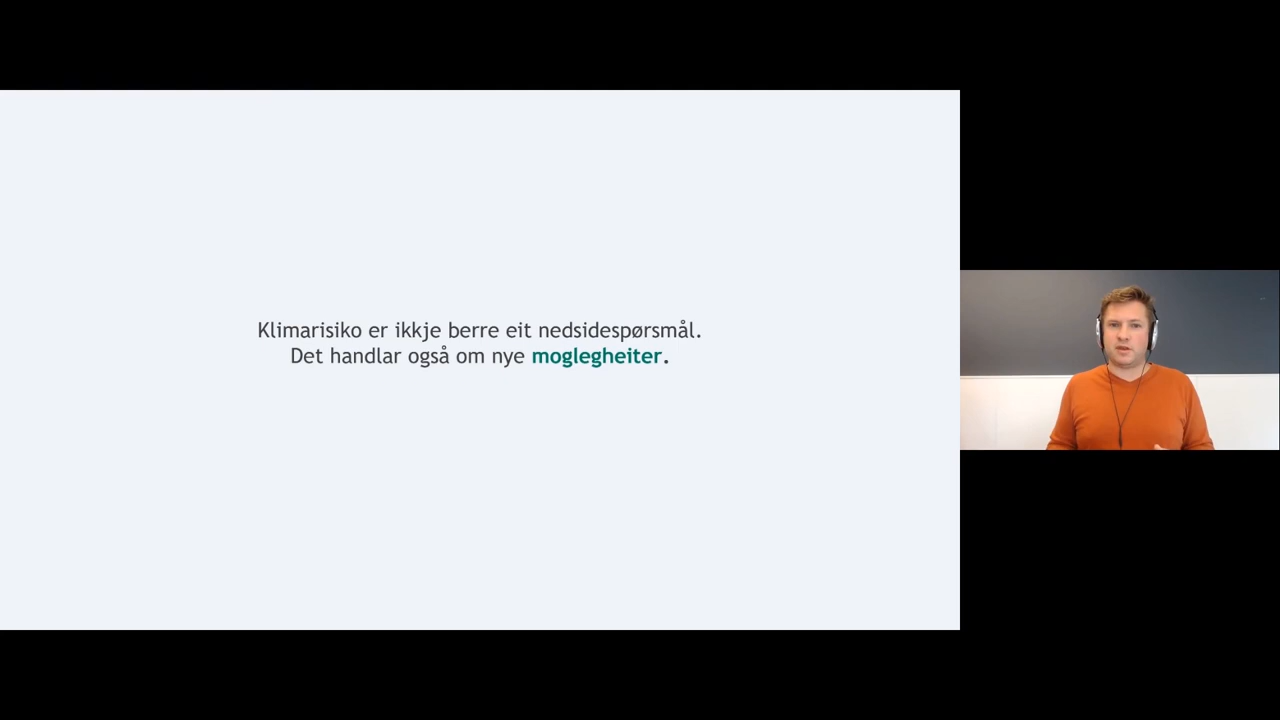 Klimarisiko er ikkje berre eit nedsidespørsmål.
Det handlar også om nye moglegheiter.